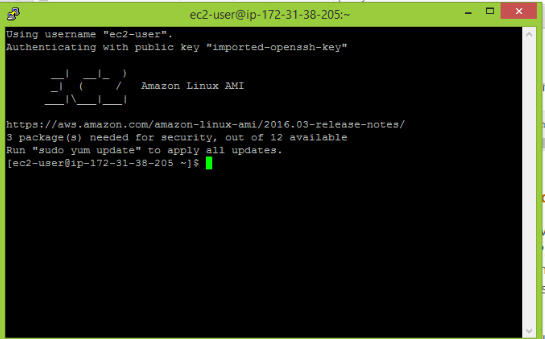 ec2-user@ip-172-31-38-205:~
Using username "ec2-user".
Authenticating with public key "imported-openssh-key"
       __|  __|_  )
       _|  (     /   Amazon Linux AMI
      ___|\___|___|
https://aws.amazon.com/amazon-linux-ami/2016.03-release-notes/
3 package(s) needed for security, out of 12 available
Run "sudo yum update" to apply all updates.
[ec2-user@ip-172-31-38-205 ~]$